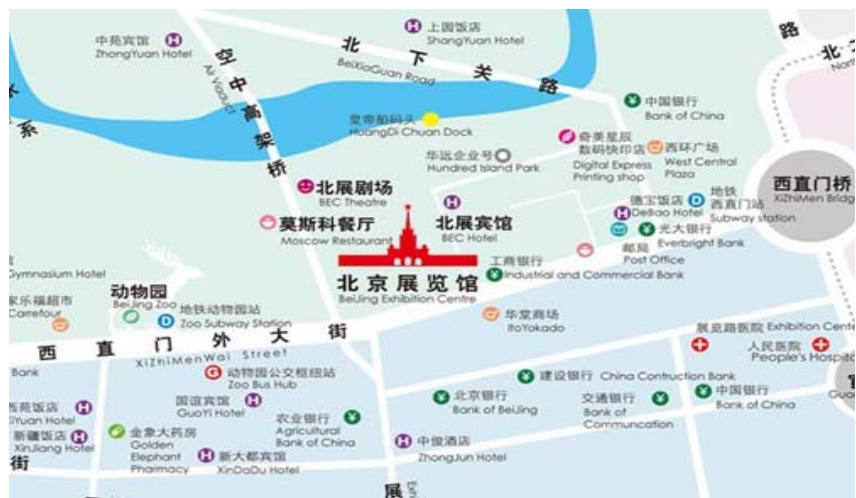 上园饭店
ShangYuan Hotel
中苑宾馆
ZhongYuan Hotel
北下关路
BeiXiaGuan Road
路
空中高架桥
Air Viaduct
中国银行
Bank of China
皇帝船码头
HuangDi Chuan Dock
奇美星辰
数码快印店
Digital Express
Printing shop
西环广场
West Central
Plaza
华远企业号
Hundred Island Park
西直门桥
XiZhiMen Bridge
北展剧场
BEC Theatre
北展宾馆
BEC Hotel
莫斯科餐厅
Moscow Restaurant
德宝饭店
DeBao Hotel
地铁
西直门站
Subway station
光大银行
Everbright Bank
邮局
Post Office
工商银行
Industrial and Commercial Bank
北京展览馆
BeiJing Exhibition Centre
Gymnasium Hotel
动物园
BeiJing Zoo
家乐福超市
Carrefour
地铁动物园站
Zoo Subway Station
华堂商场
ItoYokado
西直门外大街
XiZhiMenWai Street
展览路医院 Exhibition Cente
人民医院
People's Hospita
Bank
动物园公交枢纽站
Zoo Bus Hub
建设银行 China Contruction Bank
国谊宾馆
GuoYi Hotel
北京银行
Bank of BeiJing
交通银行
Bank of
Communcation
中国银行
Bank of China
西苑饭店
XiYuan Hotel
农业银行
Agricultural
Bank of China
新疆饭店
XinJiang Hotel
金象大药房
Golden
Elephant
Pharmacy
新大都宾馆
XinDaDu Hotel
中俊酒店
ZhongJun Hotel
街
展